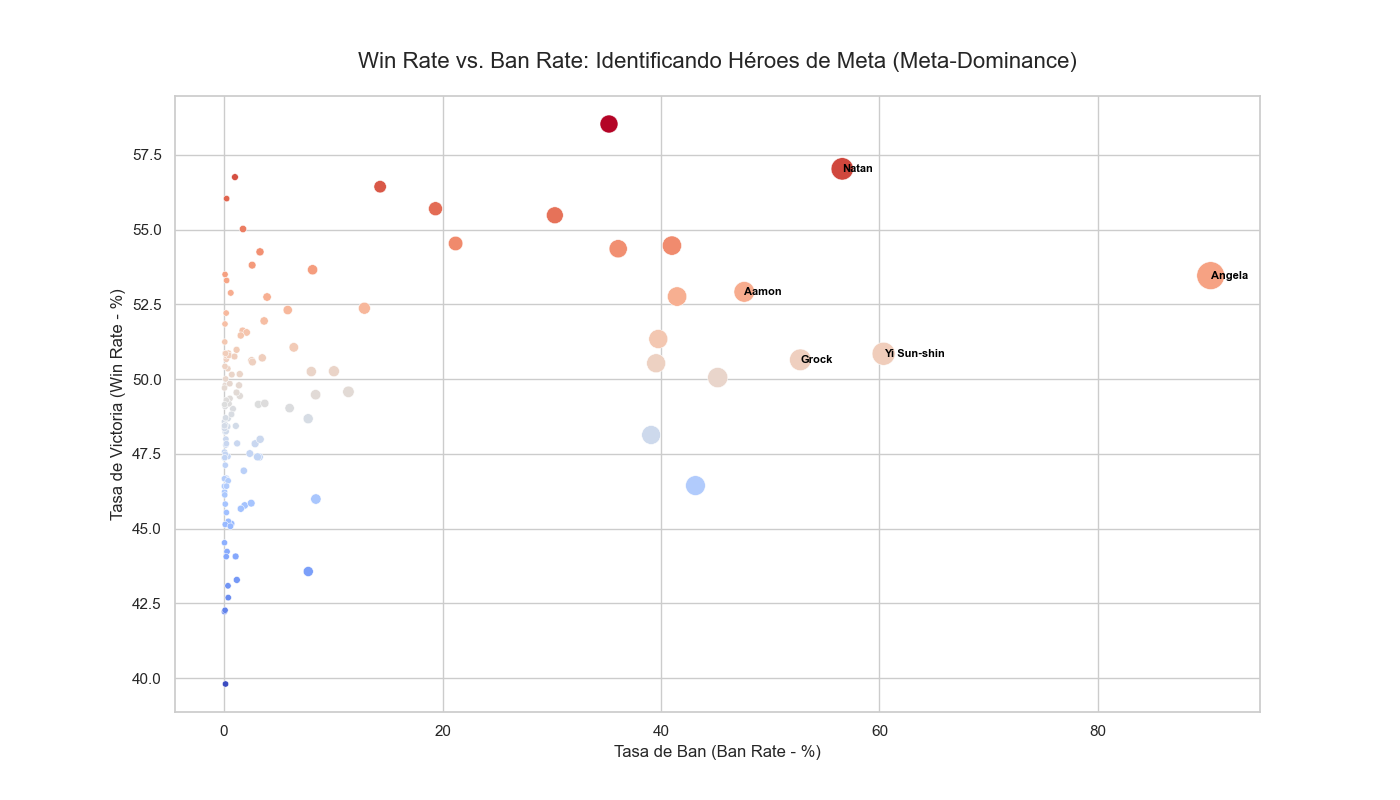 Win Rate vs. Ban Rate: Identificando Héroes de Meta (Meta-Dominance)
Tasa de Victoria (Win Rate - %)
57.5
55.0
52.5
50.0
47.5
45.0
42.5
40.0
Natan
Angela
Aamon
Yi Sun-shin
Grock
0
20
40
60
80
Tasa de Ban (Ban Rate - %)